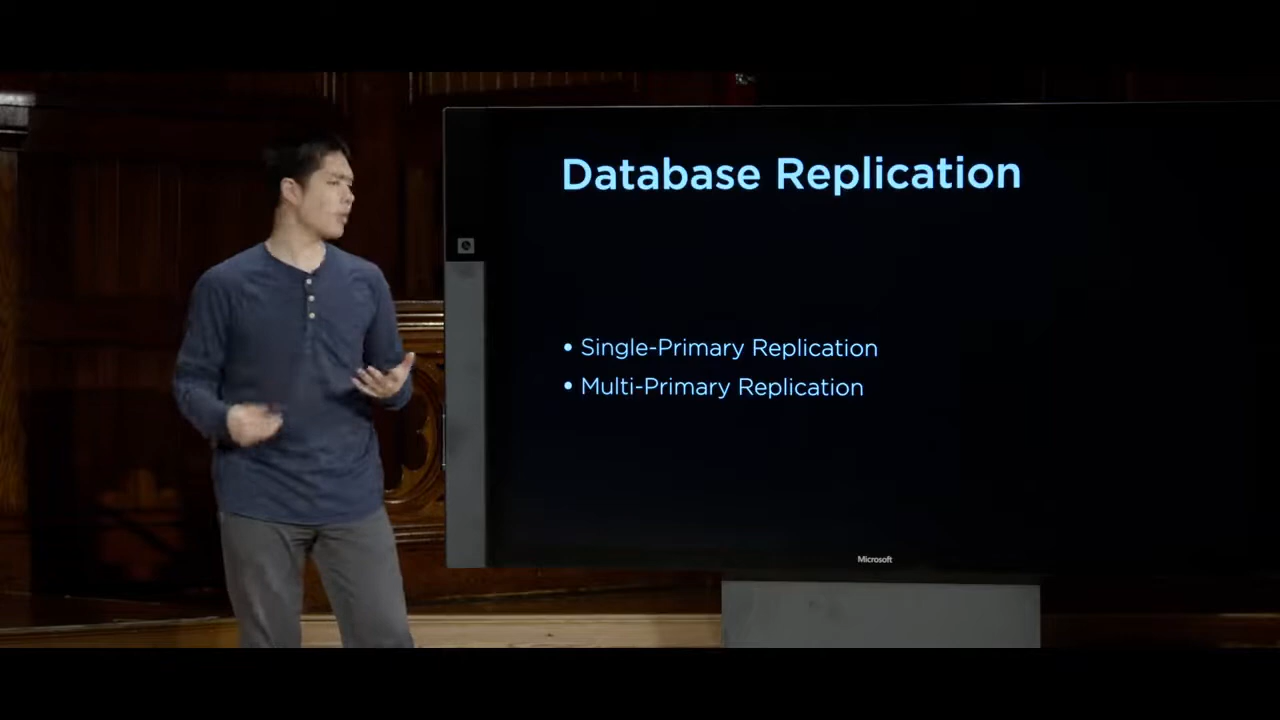 Database Replication
• Single-Primary Replication
• Multi-Primary Replication
Microsoft